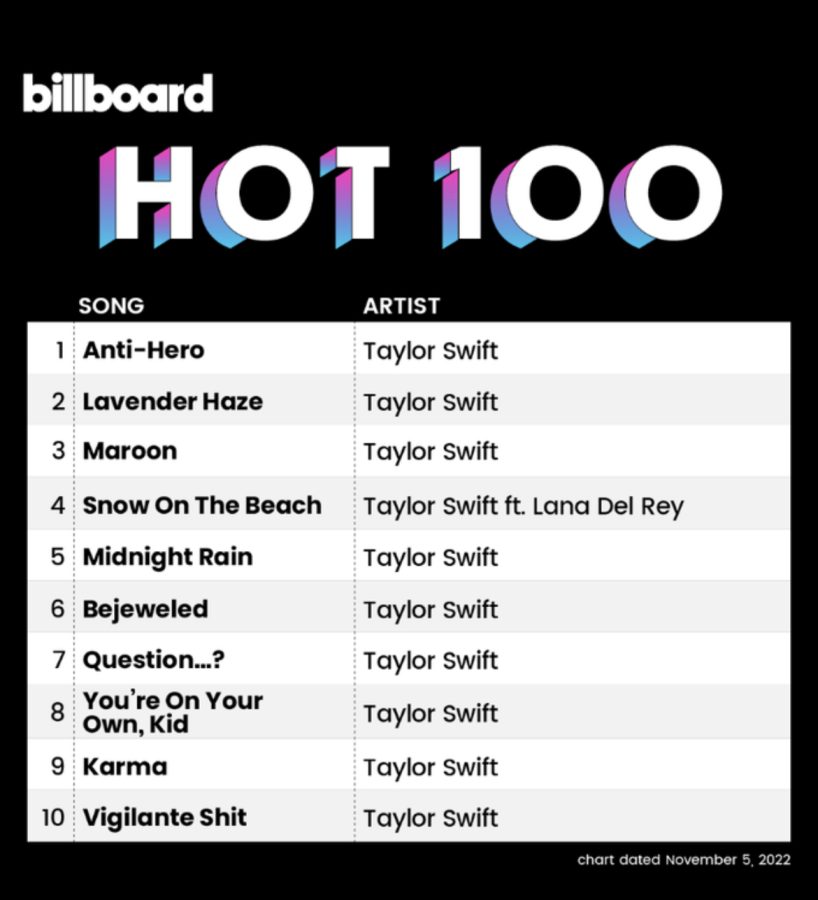 billboard
HOT 100
SONG ARTIST
1 Anti-Hero Taylor Swift
2 Lavender Haze Taylor Swift
3 Maroon Taylor Swift
4 Snow On The Beach Taylor Swift ft. Lana Del Rey
5 Midnight Rain Taylor Swift
6 Bejeweled Taylor Swift
7 Question...? Taylor Swift
8 You're On Your
Own, Kid Taylor Swift
9 Karma Taylor Swift
10 Vigilante Shit Taylor Swift
chart dated November 5, 2022